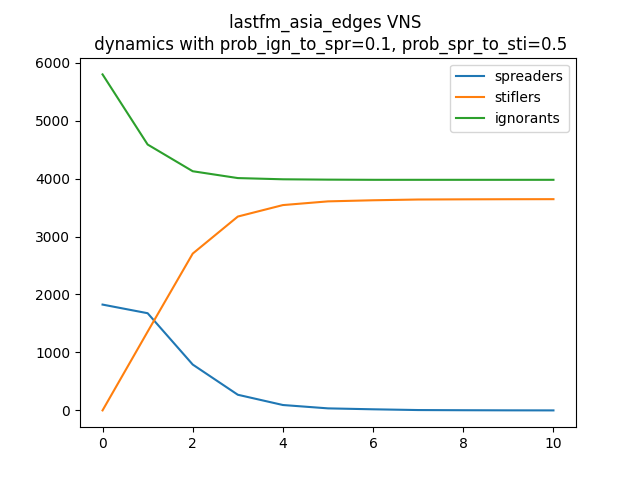 lastfm_asia_edges VNS
dynamics with prob_ign_to_spr=0.1, prob_spr_to_sti=0.5
6000
5000
4000
3000
2000
1000
0
spreaders
stiflers
ignorants
0 2 4 6 8 10